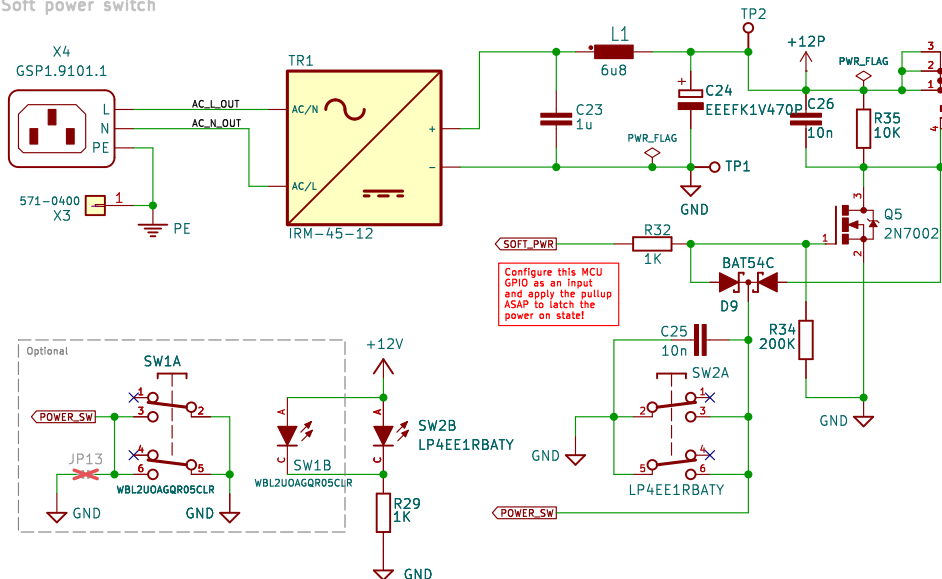 Soft power switch
X4
GSP1.9101.1
L
N
PE
AC_L_OUT
AC_N_OUT
571-0400
X3
1
PE
TR1
AC/N
AC/L
+
−
IRM-45-12
C23
1u
L1
6u8
TP2
+
C24
EEEFK1V470P
PWR_FLAG
TP1
GND
+12P
C26
10n
PWR_FLAG
R35
10K
3
2
1
4
3
Q5
2N7002
1
2
SOFT_PWR
R32
1K
Configure this MCU
GPIO as an input
and apply the pullup
ASAP to latch the
power on state!
BAT54C
D9
R34
200K
GND
C25
10n
SW2A
1
2
3
4
5
6
GND
LP4EE1RBATY
POWER_SW
Optional
SW1A
1
3
2
POWER_SW
4
6
5
JP13
WBL2UOAGQR05CLR
GND
GND
A
C
SW1B
WBL2UOAGQR05CLR
+12V
A
C
SW2B
LP4EE1RBATY
R29
1K
GND